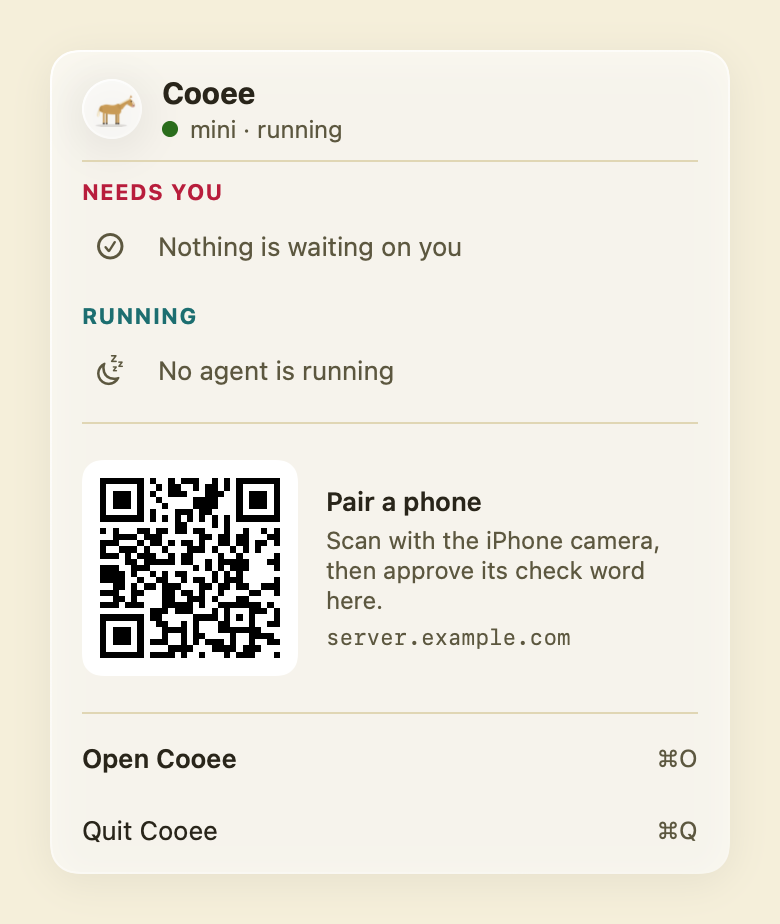 Cooee
mini · running
NEEDS YOU
Nothing is waiting on you
RUNNING
No agent is running
Pair a phone
Scan with the iPhone camera,
then approve its check word
here.
server.example.com
Open Cooee ⌘O
Quit Cooee ⌘Q